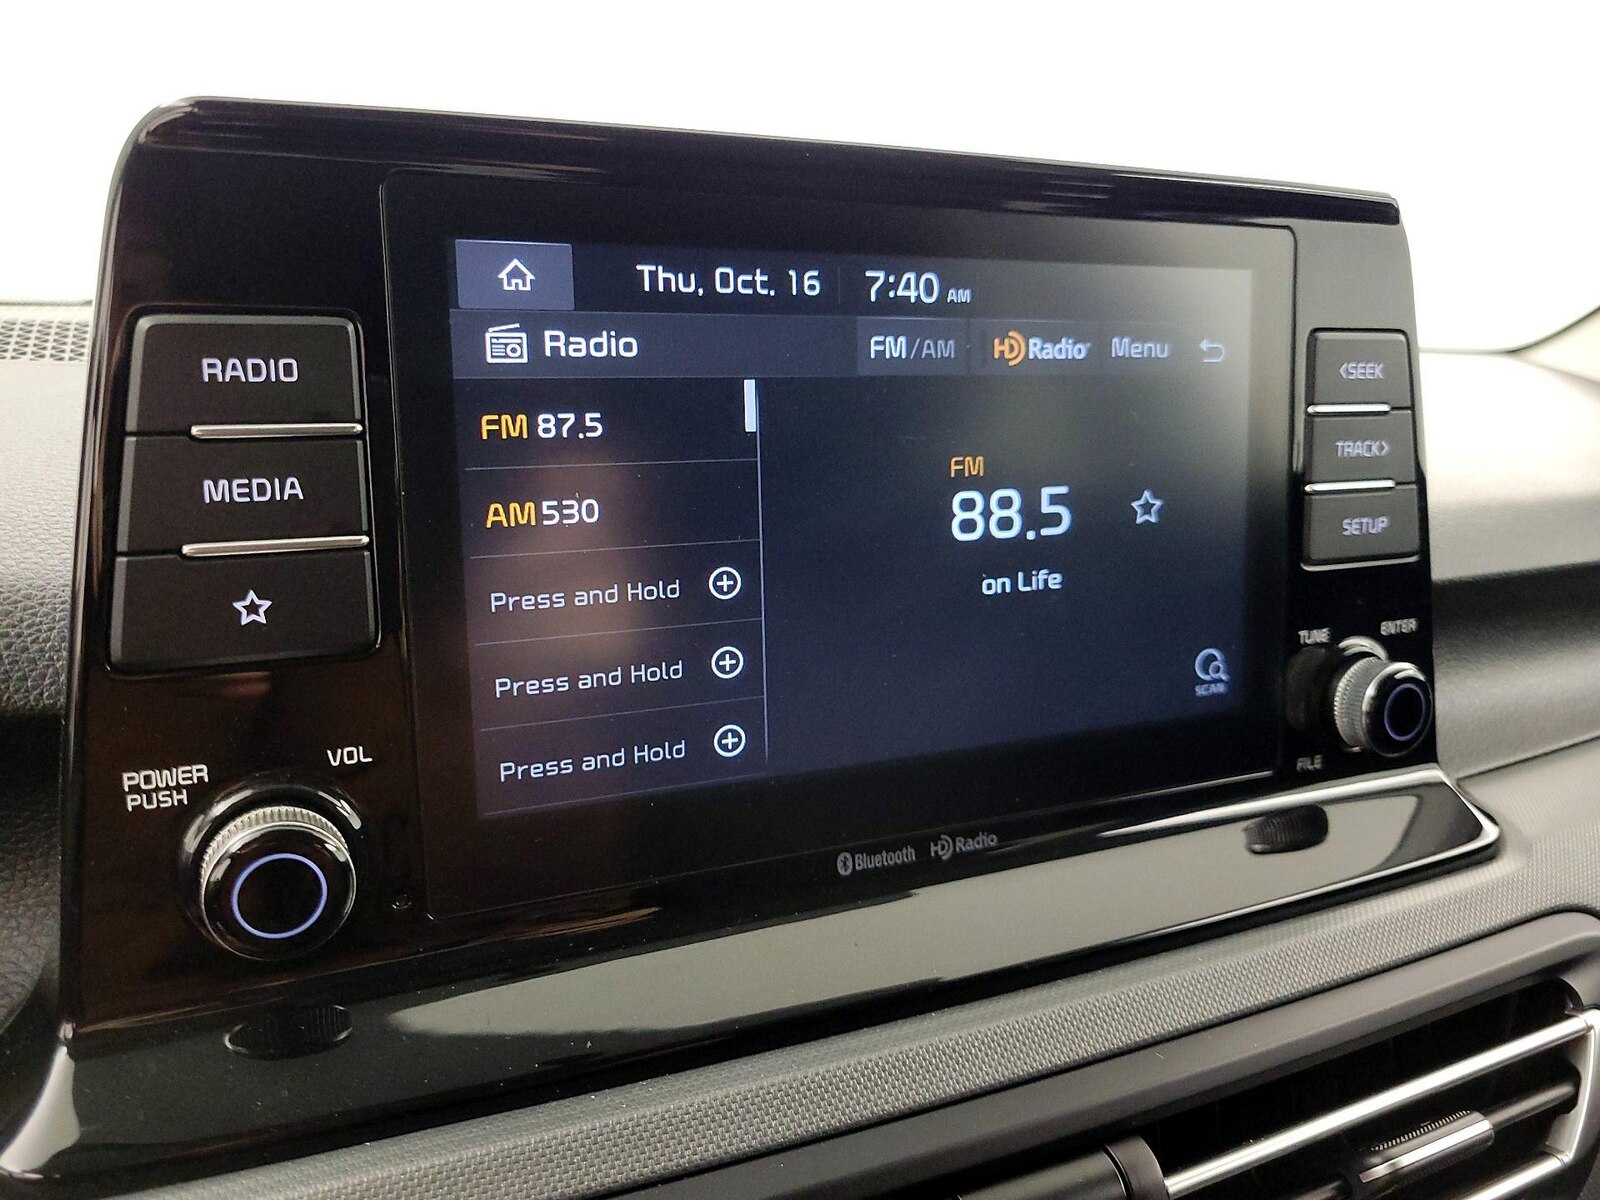 Thu, Oct. 16 7:40 AM
Radio FM/AM HD Radio Menu
FM 87.5
AM 530
Press and Hold
Press and Hold
Press and Hold
FM
88.5
on Life
SCAN
RADIO
MEDIA
POWER
PUSH
VOL
<SEEK
TRACK>
SETUP
TUNE
ENTER
FILE
Bluetooth HD Radio